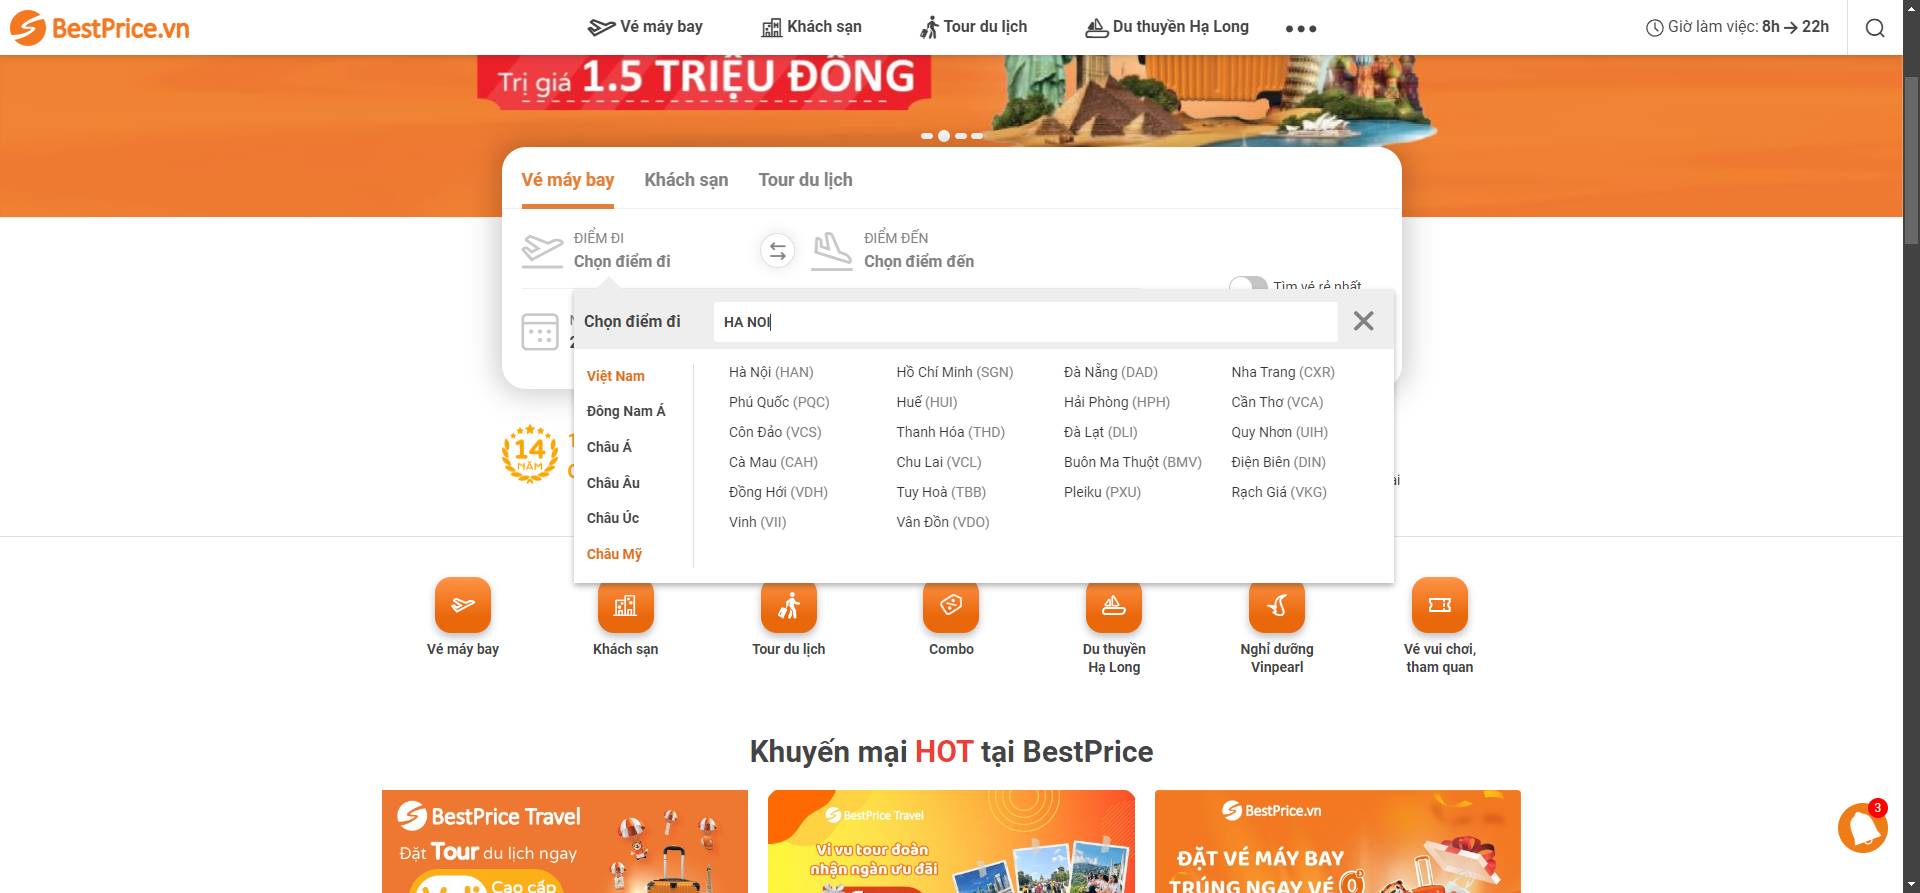 BestPrice.vn
Vé máy bay
Khách sạn
Tour du lịch
Du thuyền Hạ Long
Giờ làm việc: 8h → 22h
Trị giá 1.5 TRIỆU ĐỒNG
Vé máy bay
Khách sạn
Tour du lịch
ĐIỂM ĐI
Chọn điểm đi
ĐIỂM ĐẾN
Chọn điểm đến
Tìm vé rẻ nhất
Chọn điểm đi
HA NOI
Việt Nam
Đông Nam Á
Châu Á
Châu Âu
Châu Úc
Châu Mỹ
Hà Nội (HAN)
Hồ Chí Minh (SGN)
Đà Nẵng (DAD)
Nha Trang (CXR)
Phú Quốc (PQC)
Huế (HUI)
Hải Phòng (HPH)
Cần Thơ (VCA)
Côn Đảo (VCS)
Thanh Hóa (THD)
Đà Lạt (DLI)
Quy Nhơn (UIH)
Cà Mau (CAH)
Chu Lai (VCL)
Buôn Ma Thuột (BMV)
Điện Biên (DIN)
Đồng Hới (VDH)
Tuy Hoà (TBB)
Pleiku (PXU)
Rạch Giá (VKG)
Vinh (VII)
Vân Đồn (VDO)
14
NĂM
Vé máy bay
Khách sạn
Tour du lịch
Combo
Du thuyền
Hạ Long
Nghỉ dưỡng
Vinpearl
Vé vui chơi,
tham quan
Khuyến mại HOT tại BestPrice
BestPrice Travel
Đặt Tour du lịch ngay
Cao cấp
BestPrice Travel
Vi vu tour đoàn
nhận ngàn ưu đãi
BestPrice.vn
ĐẶT VÉ MÁY BAY
TRÚNG NGAY VÉ 0
3